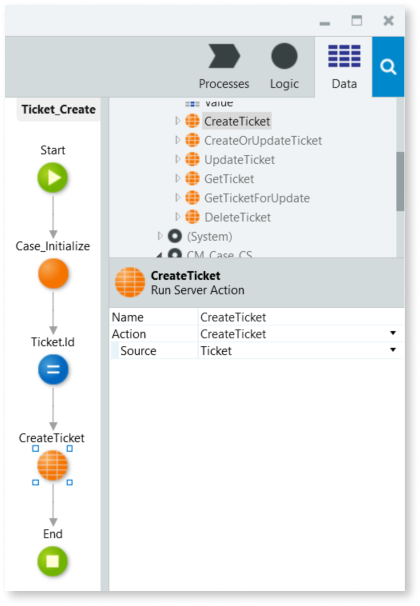 Processes
Logic
Data
Ticket_Create
Start
Case_Initialize
Ticket.Id
CreateTicket
End
Value
CreateTicket
CreateOrUpdateTicket
UpdateTicket
GetTicket
GetTicketForUpdate
DeleteTicket
(System)
CM_Case_CS
CreateTicket
Run Server Action
Name CreateTicket
Action CreateTicket
Source Ticket